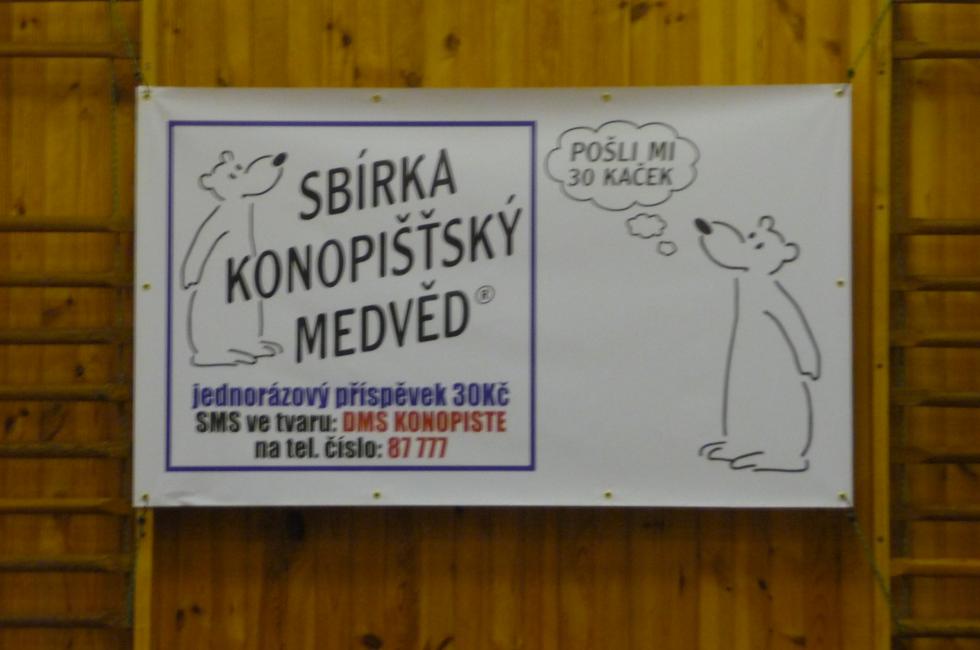 SBÍRKA
KONOPIŠŤSKÝ
MEDVĚD®
jednorázový příspěvek 30Kč
SMS ve tvaru: DMS KONOPISTE
na tel. číslo: 87 777
POŠLI MI
30 KAČEK